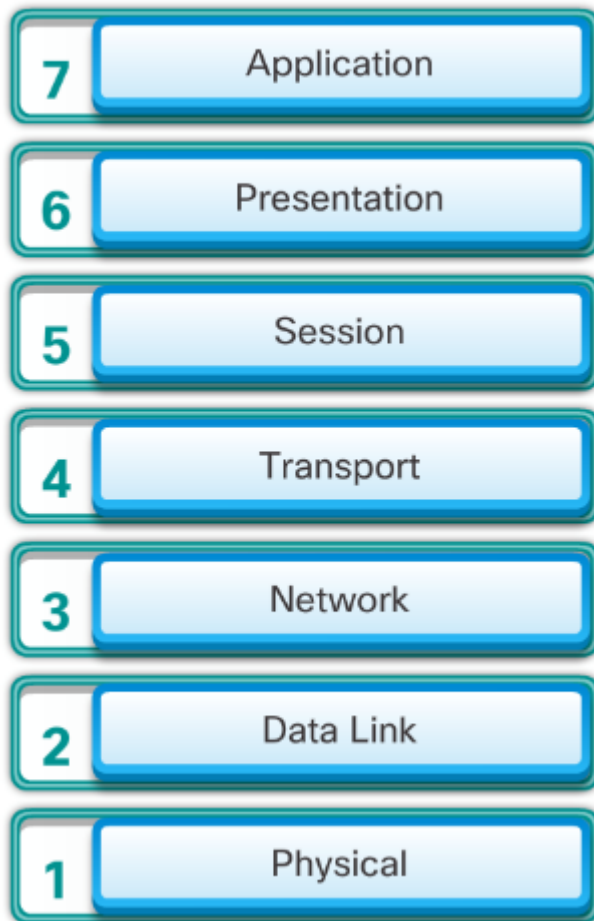 7 Application
6 Presentation
5 Session
4 Transport
3 Network
2 Data Link
1 Physical